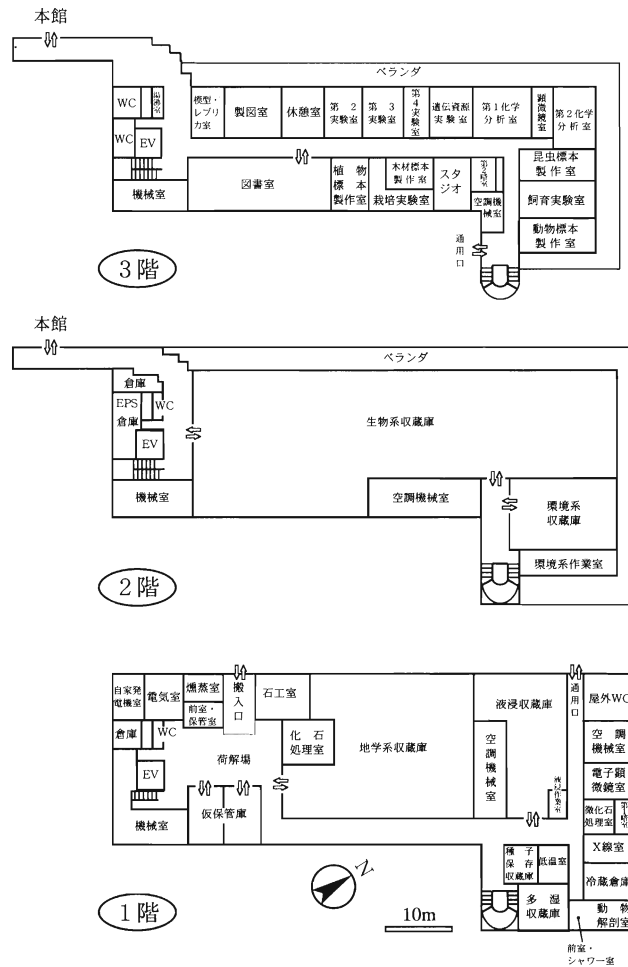 本館
ベランダ
WC
湯沸室
模型・
レプリ
カ室
製図室
休憩室
第2
実験室
第3
実験室
第4
実験室
遺伝資源
実験室
第1化学
分析室
顕微鏡室
第2化学
分析室
WC
EV
機械室
図書室
植物
標本
製作室
木材標本
製作室
栽培実験室
スタジオ
空調機
械室
昆虫標本
製作室
飼育実験室
動物標本
製作室
通用口
3階
本館
ベランダ
倉庫
EPS
WC
倉庫
EV
機械室
生物系収蔵庫
空調機械室
環境系
収蔵庫
環境系作業室
2階
自家発
電機室
電気室
燻蒸室
前室・
保管室
搬入口
石工室
倉庫
WC
荷解場
化石
処理室
地学系収蔵庫
液浸収蔵庫
空調機械室
液浸作業室
通用口
屋外WC
空調
機械室
電子顕
微鏡室
微化石
処理室
X線室
冷蔵倉庫
動物
解剖室
EV
機械室
仮保管庫
種子
保存
収蔵庫
低温室
多湿
収蔵庫
前室・
シャワー室
N
10m
1階